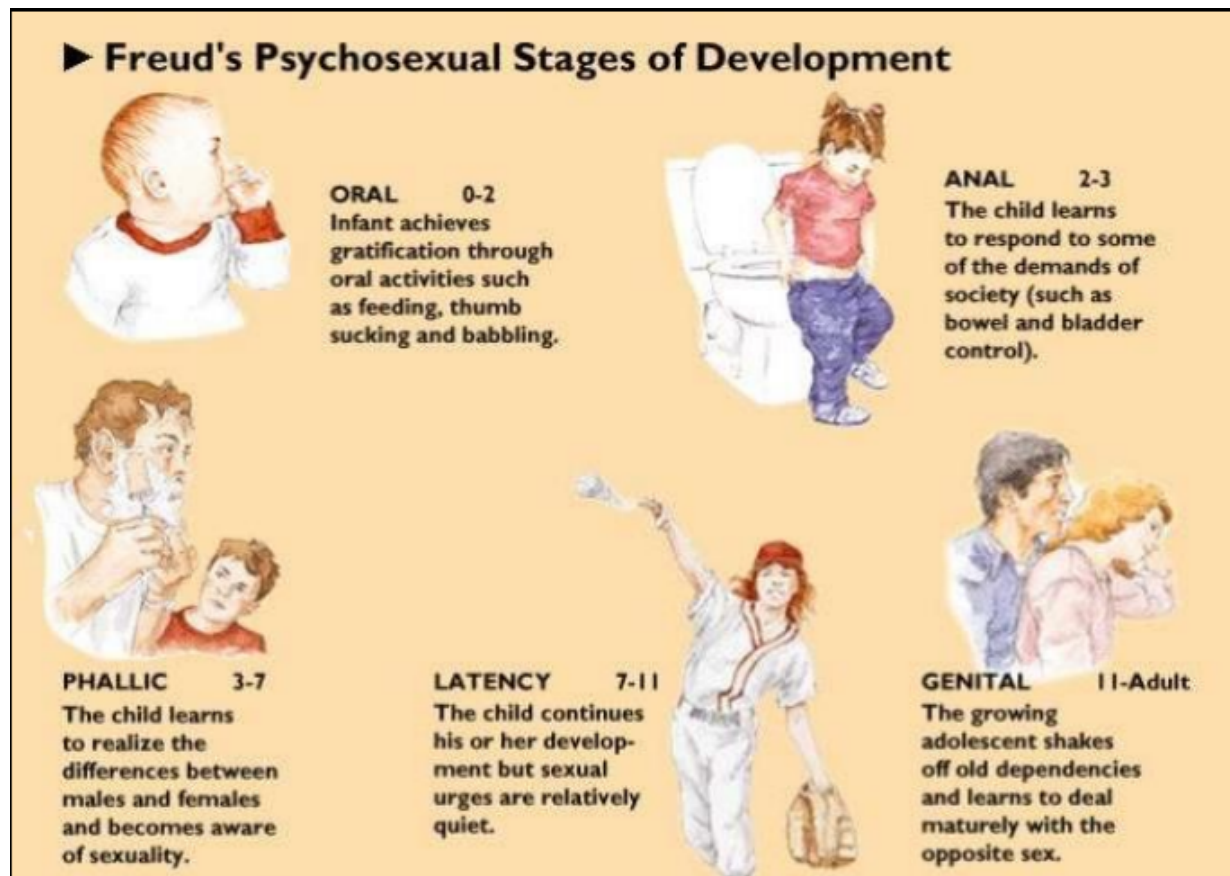 ► Freud's Psychosexual Stages of Development
ORAL 0-2
Infant achieves
gratification through
oral activities such
as feeding, thumb
sucking and babbling.
ANAL 2-3
The child learns
to respond to some
of the demands of
society (such as
bowel and bladder
control).
PHALLIC 3-7
The child learns
to realize the
differences between
males and females
and becomes aware
of sexuality.
LATENCY 7-11
The child continues
his or her develop-
ment but sexual
urges are relatively
quiet.
GENITAL 11-Adult
The growing
adolescent shakes
off old dependencies
and learns to deal
maturely with the
opposite sex.